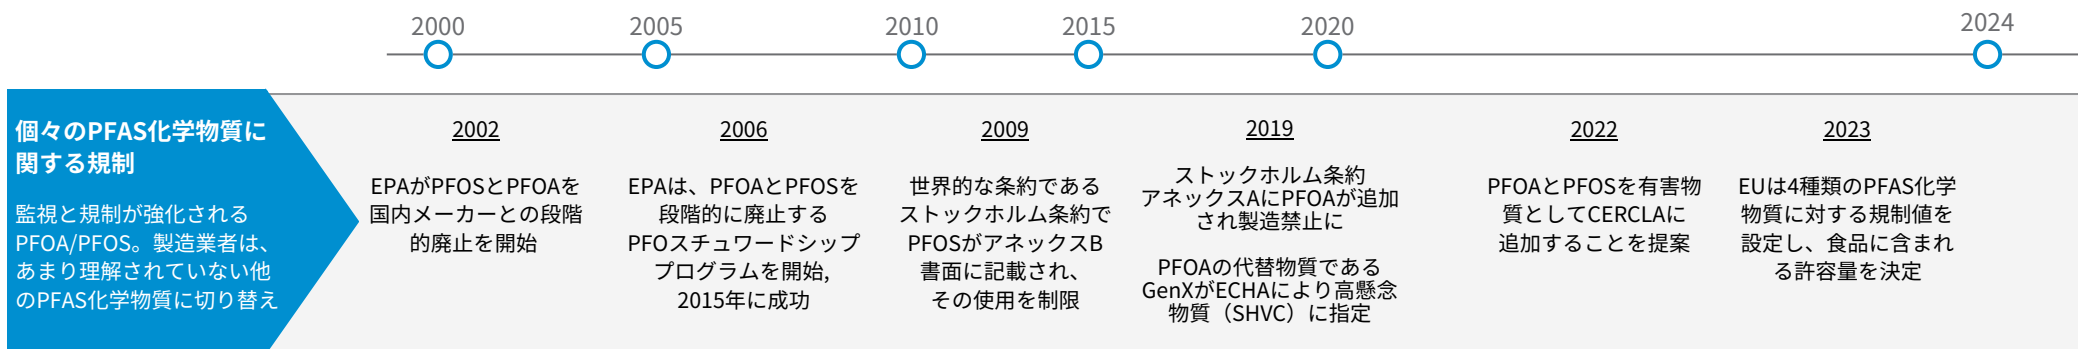 2000
2005
2010
2015
2020
2024
個々のPFAS化学物質に
関する規制
監視と規制が強化される
PFOA/PFOS。製造業者は、
あまり理解されていない他
のPFAS化学物質に切り替え
2002
EPAがPFOSとPFOAを
国内メーカーとの段階
的廃止を開始
2006
EPAは、PFOAとPFOSを
段階的に廃止する
PFOスチュワードシップ
プログラムを開始,
2015年に成功
2009
世界的な条約である
ストックホルム条約で
PFOSがアネックスB
書面に記載され、
その使用を制限
2019
ストックホルム条約
アネックスAにPFOAが追加
され製造禁止に
PFOAの代替物質である
GenXがECHAにより高懸念
物質（SHVC）に指定
2022
PFOAとPFOSを有害物
質としてCERCLAに
追加することを提案
2023
EUは4種類のPFAS化学
物質に対する規制値を
設定し、食品に含まれ
る許容量を決定